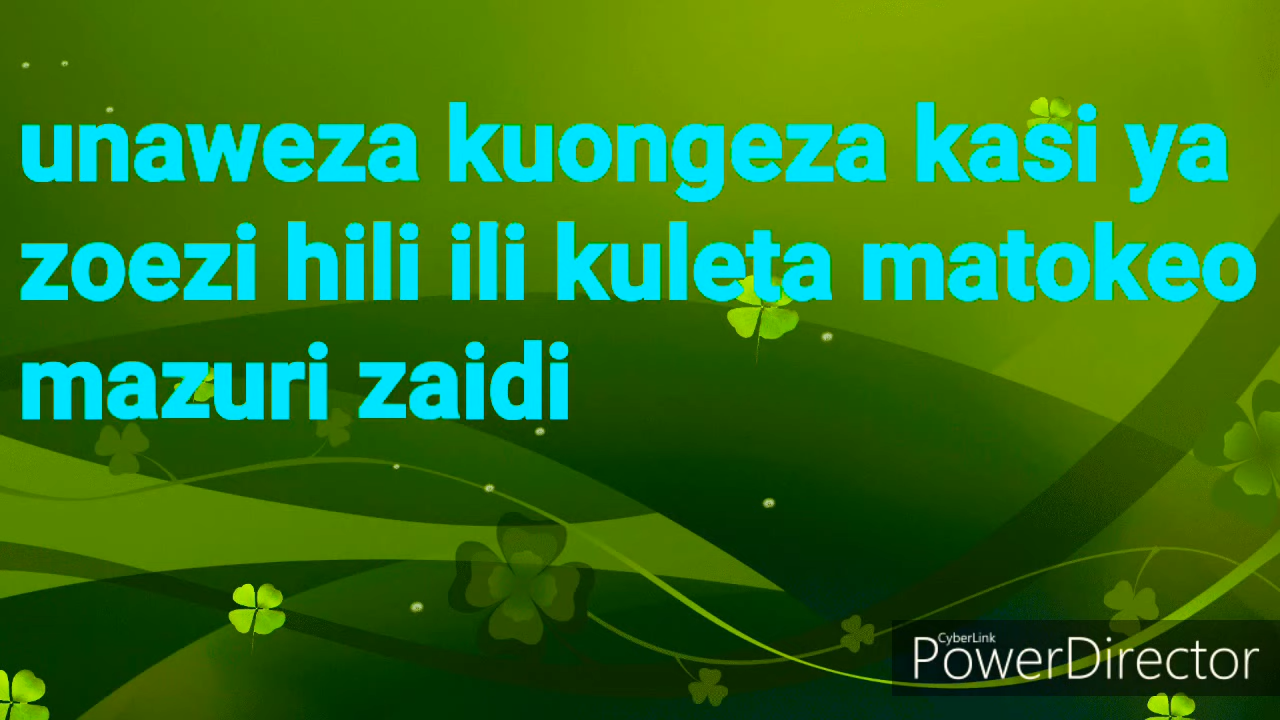 unaweza kuongeza kasi ya
zoezi hili ili kuleta matokeo
mazuri zaidi
CyberLink
PowerDirector